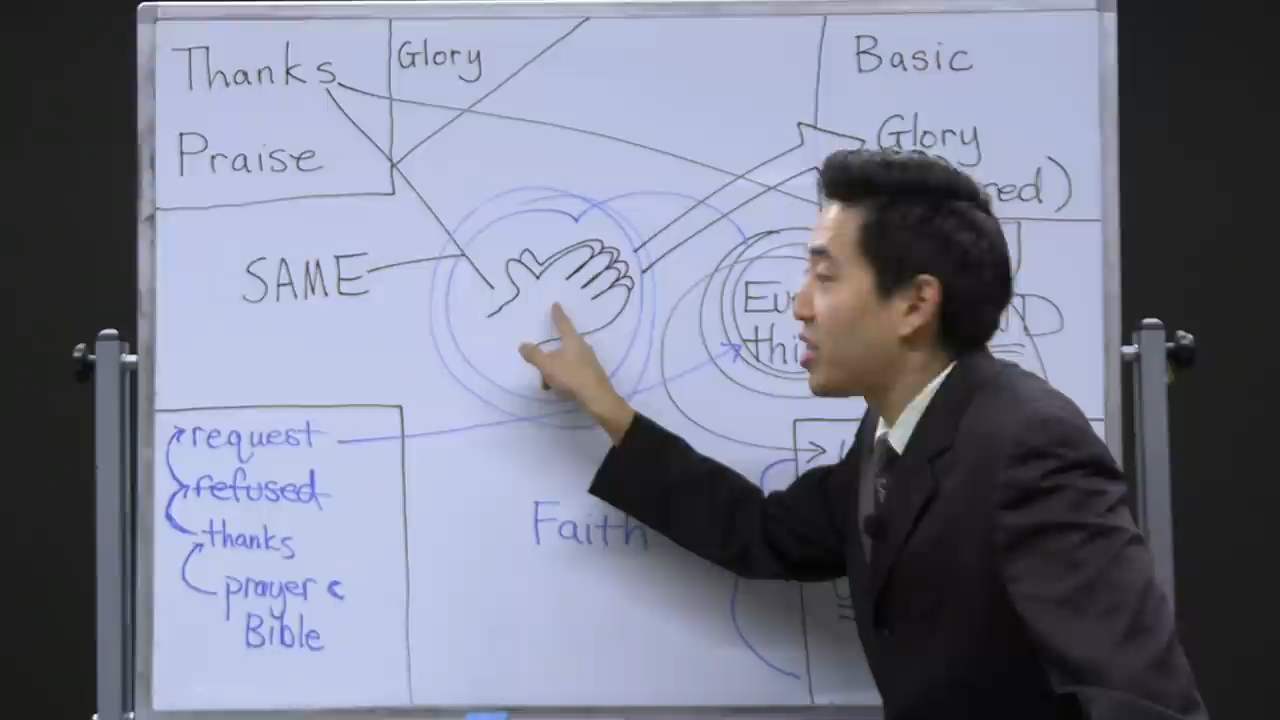 Thanks
Praise
Glory
Basic
Glory
SAME
request
refused
thanks
prayer &
Bible
Faith